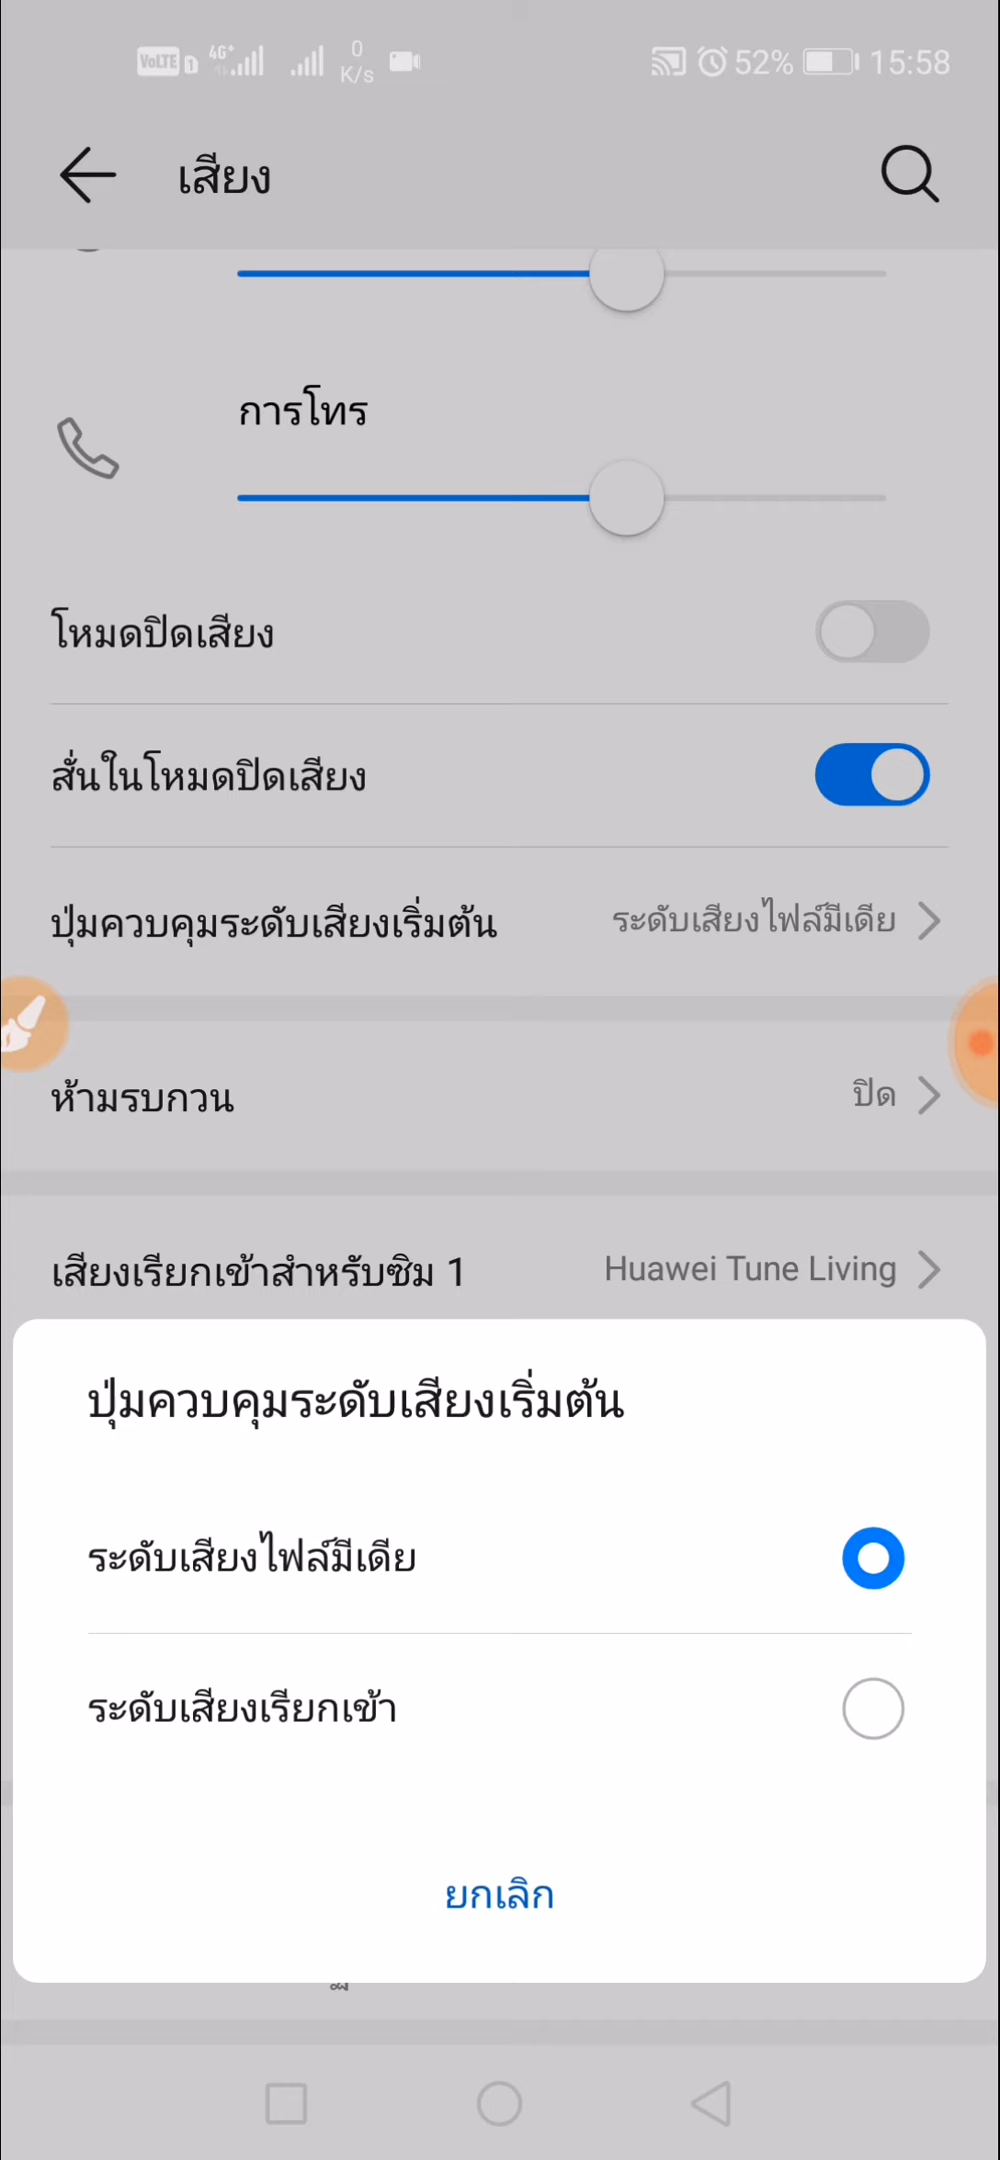 VoLTE 1 4G+ 0 K/s 52% 15:58
เสียง
การโทร
โหมดปิดเสียง
สั่นในโหมดปิดเสียง
ปุ่มควบคุมระดับเสียงเริ่มต้น ระดับเสียงไฟล์มีเดีย
ห้ามรบกวน ปิด
เสียงเรียกเข้าสำหรับซิม 1 Huawei Tune Living
ปุ่มควบคุมระดับเสียงเริ่มต้น
ระดับเสียงไฟล์มีเดีย
ระดับเสียงเรียกเข้า
ยกเลิก